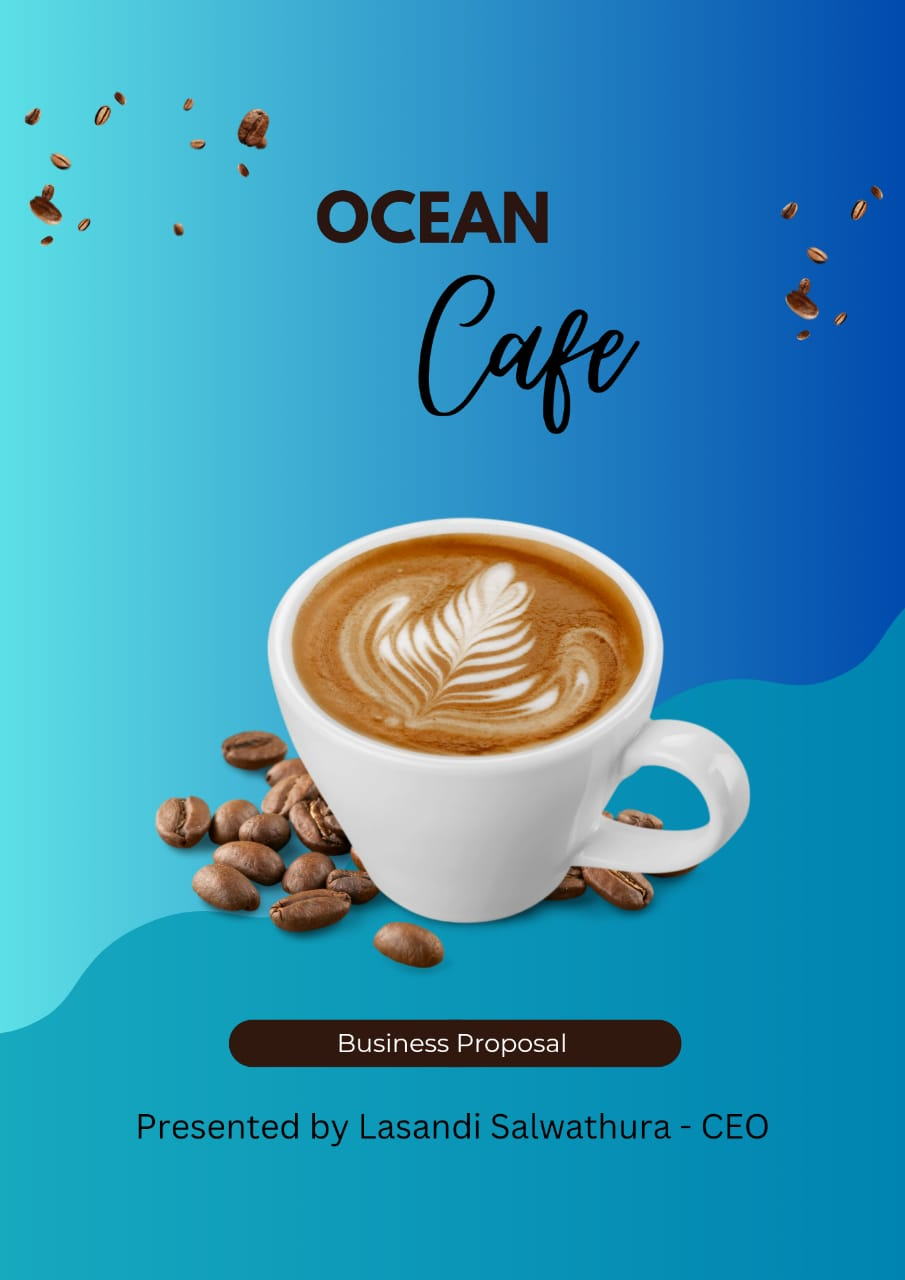 OCEAN
Cafe
Business Proposal
Presented by Lasandi Salwathura - CEO